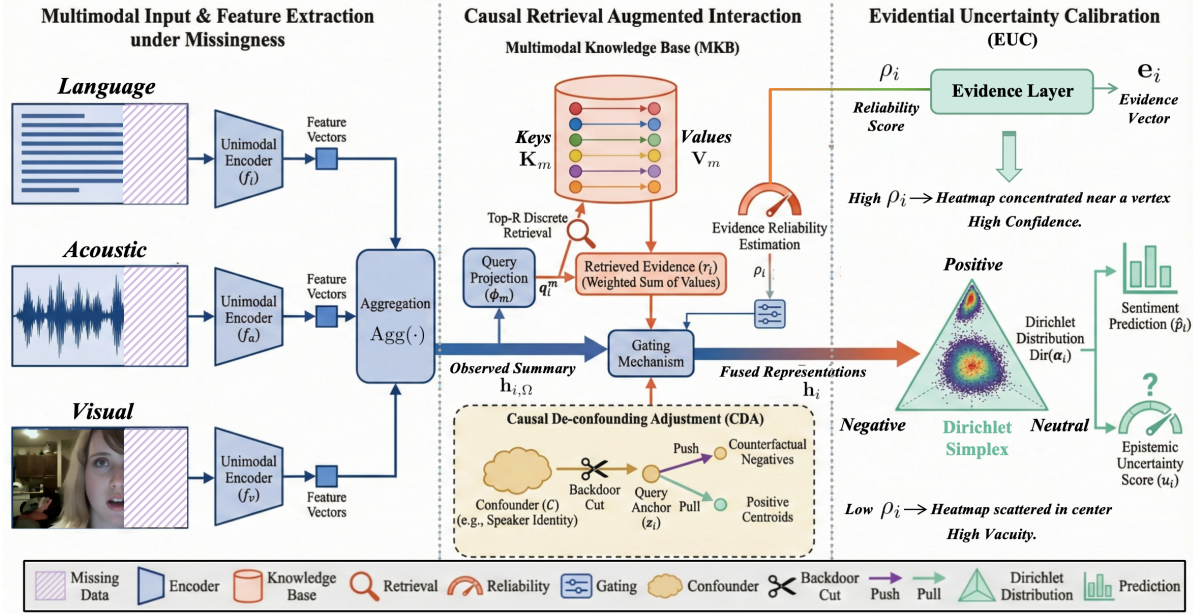 Multimodal Input & Feature Extraction
under Missingness
Language
Unimodal
Encoder
(f_i)
Feature
Vectors
Acoustic
Unimodal
Encoder
(f_a)
Feature
Vectors
Visual
Unimodal
Encoder
(f_v)
Feature
Vectors
Aggregation
Agg(·)
Causal Retrieval Augmented Interaction
Multimodal Knowledge Base (MKB)
Keys
K_m
Values
V_m
Top-R Discrete
Retrieval
Query
Projection
(ϕ_m)
q_i^m
Retrieved Evidence (r_i)
(Weighted Sum of Values)
Evidence Reliability
Estimation
ρ_i
Gating
Mechanism
Observed Summary
h_{i,Ω}
Fused Representations
h_i
Causal De-confounding Adjustment (CDA)
Confounder (C)
(e.g., Speaker Identity)
Backdoor
Cut
Query
Anchor
(z_i)
Push
Pull
Counterfactual
Negatives
Positive
Centroids
Evidential Uncertainty Calibration
(EUC)
ρ_i
Reliability
Score
Evidence Layer
e_i
Evidence
Vector
High ρ_i → Heatmap concentrated near a vertex
High Confidence.
Positive
Negative
Neutral
Dirichlet
Simplex
Dirichlet
Distribution
Dir(α_i)
Sentiment
Prediction (p̂_i)
?
Epistemic
Uncertainty
Score (u_i)
Low ρ_i → Heatmap scattered in center
High Vacuity.
Missing
Data
Encoder
Knowledge
Base
Retrieval
Reliability
Gating
Confounder
Backdoor
Cut
Push
Pull
Dirichlet
Distribution
Prediction